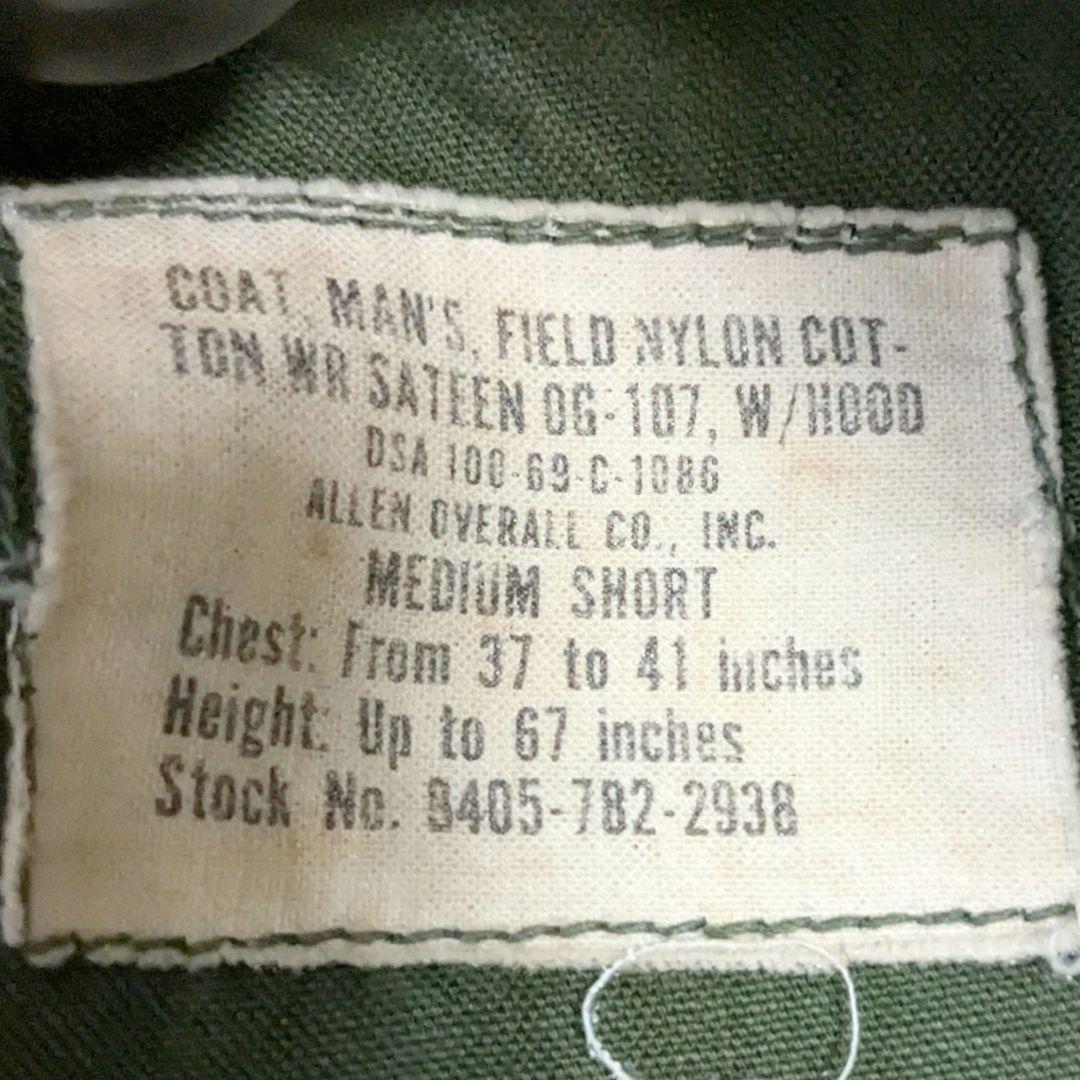 COAT, MAN'S, FIELD NYLON COT-
TON WR SATEEN OG-107, W/HOOD
DSA 100-69-C-1086
ALLEN OVERALL CO., INC.
MEDIUM SHORT
Chest: From 37 to 41 inches
Height: Up to 67 inches
Stock No. 8405-782-2938